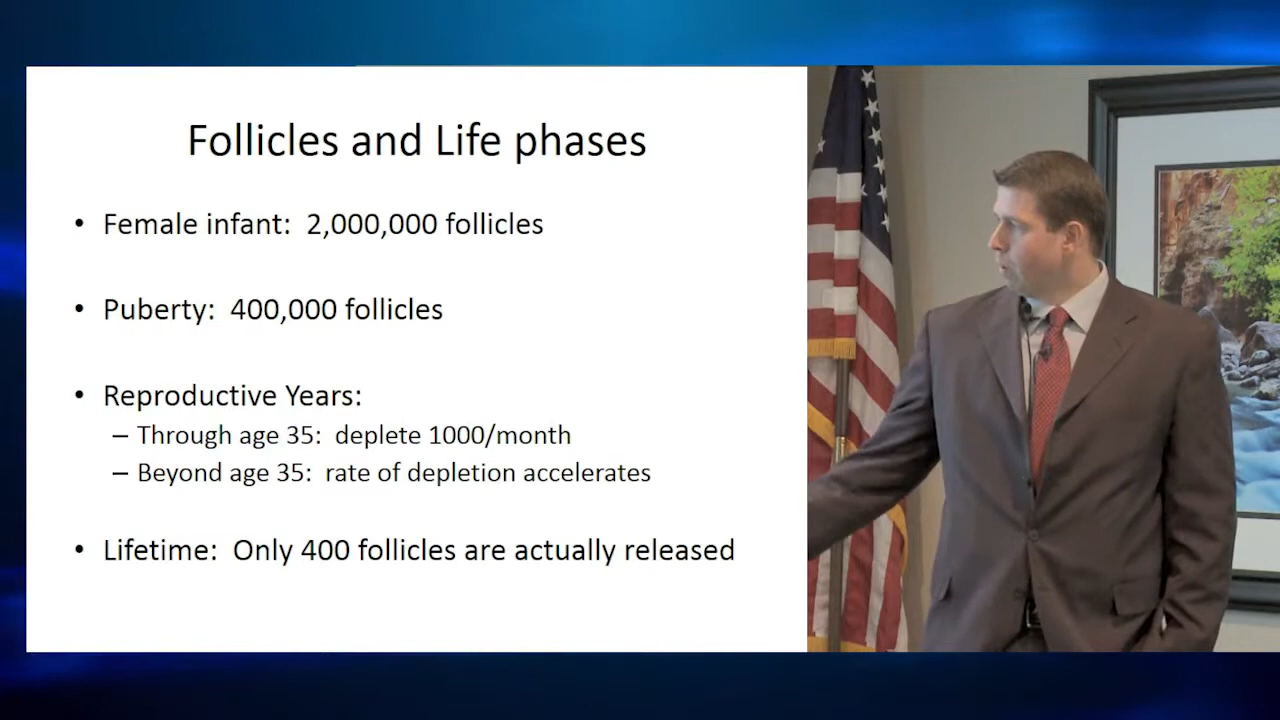 Follicles and Life phases
• Female infant: 2,000,000 follicles
• Puberty: 400,000 follicles
• Reproductive Years:
– Through age 35: deplete 1000/month
– Beyond age 35: rate of depletion accelerates
• Lifetime: Only 400 follicles are actually released